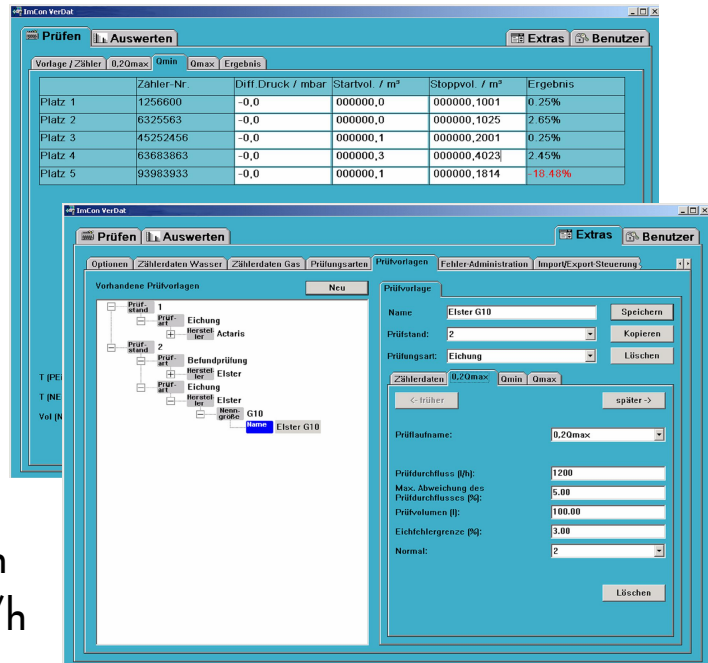 ImCon VerDat
Prüfen Auswerten Extras Benutzer
Vorlage / Zähler 0,2Qmax Qmin Qmax Ergebnis
Zähler-Nr. Diff.Druck / mbar Startvol. / m³ Stoppvol. / m³ Ergebnis
Platz 1 1256600 -0,0 000000,0 000000,1001 0.25%
Platz 2 6325563 -0,0 000000,0 000000,1025 2.65%
Platz 3 45252456 -0,0 000000,1 000000,2001 0.25%
Platz 4 63683863 -0,0 000000,3 000000,4023 2.45%
Platz 5 93983933 -0,0 000000,1 000000,1814 -18.48%
T (NE
Vol (N
ImCon VerDat
Prüfen Auswerten Extras Benutzer
Optionen Zählerdaten Wasser Zählerdaten Gas Prüfungsarten Prüfvorlagen Fehler-Administration Import/Export-Steuerung
Vorhandene Prüfvorlagen Neu
Prüf-stand 1
Prüf-art Eichung
Herstel-ler Actaris
Prüf-stand 2
Prüf-art Befundprüfung
Herstel-ler Elster
Prüf-art Eichung
Herstel-ler Elster
Nenn-größe G10
Name Elster G10
Prüfvorlage
Name Elster G10 Speichern
Prüfstand: 2 Kopieren
Prüfungsart: Eichung Löschen
Zählerdaten 0,2Qmax Qmin Qmax
<- früher später ->
Prüflaufname: 0,2Qmax
Prüfdurchfluss (l/h): 1200
Max. Abweichung des
Prüfdurchflusses (%): 5.00
Prüfvolumen (l): 100.00
Eichfehlergrenze (%): 3.00
Normal: 2
Löschen
/h